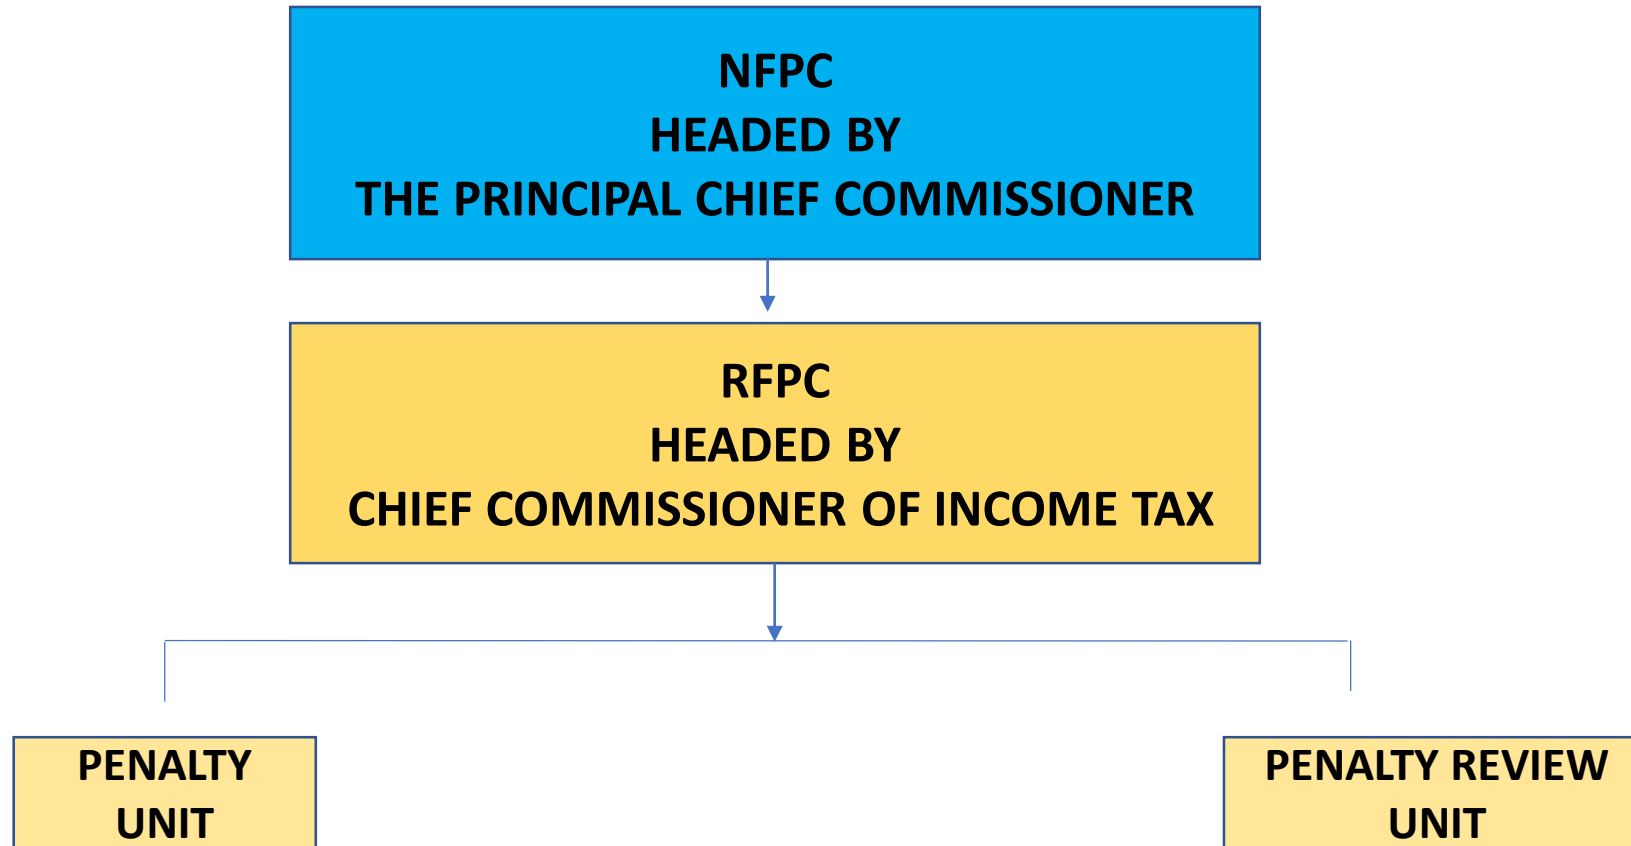 NFPC
HEADED BY
THE PRINCIPAL CHIEF COMMISSIONER
RFPC
HEADED BY
CHIEF COMMISSIONER OF INCOME TAX
PENALTY
UNIT
PENALTY REVIEW
UNIT